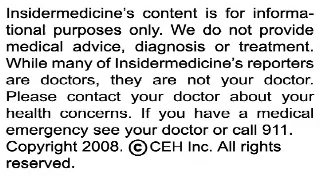 Insidermedicine's content is for informa-
tional purposes only. We do not provide
medical advice, diagnosis or treatment.
While many of Insidermedicine's reporters
are doctors, they are not your doctor.
Please contact your doctor about your
health concerns. If you have a medical
emergency see your doctor or call 911.
Copyright 2008. ©CEH Inc. All rights
reserved.